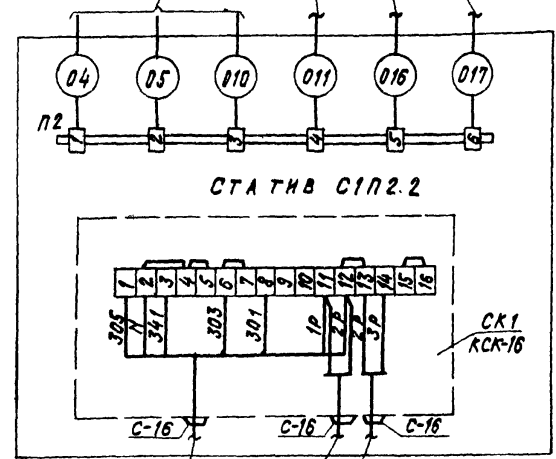 04 05 010 011 016 017
П2
1 2 3 4 5 6
СТАТИВ С1П2.2
1 2 3 4 5 6 7 8 9 10 11 12 13 14 15 16
305 N 341 303 301 1Р 2Р 2Р 3Р
СК1
КСК-16
С-16 С-16 С-16